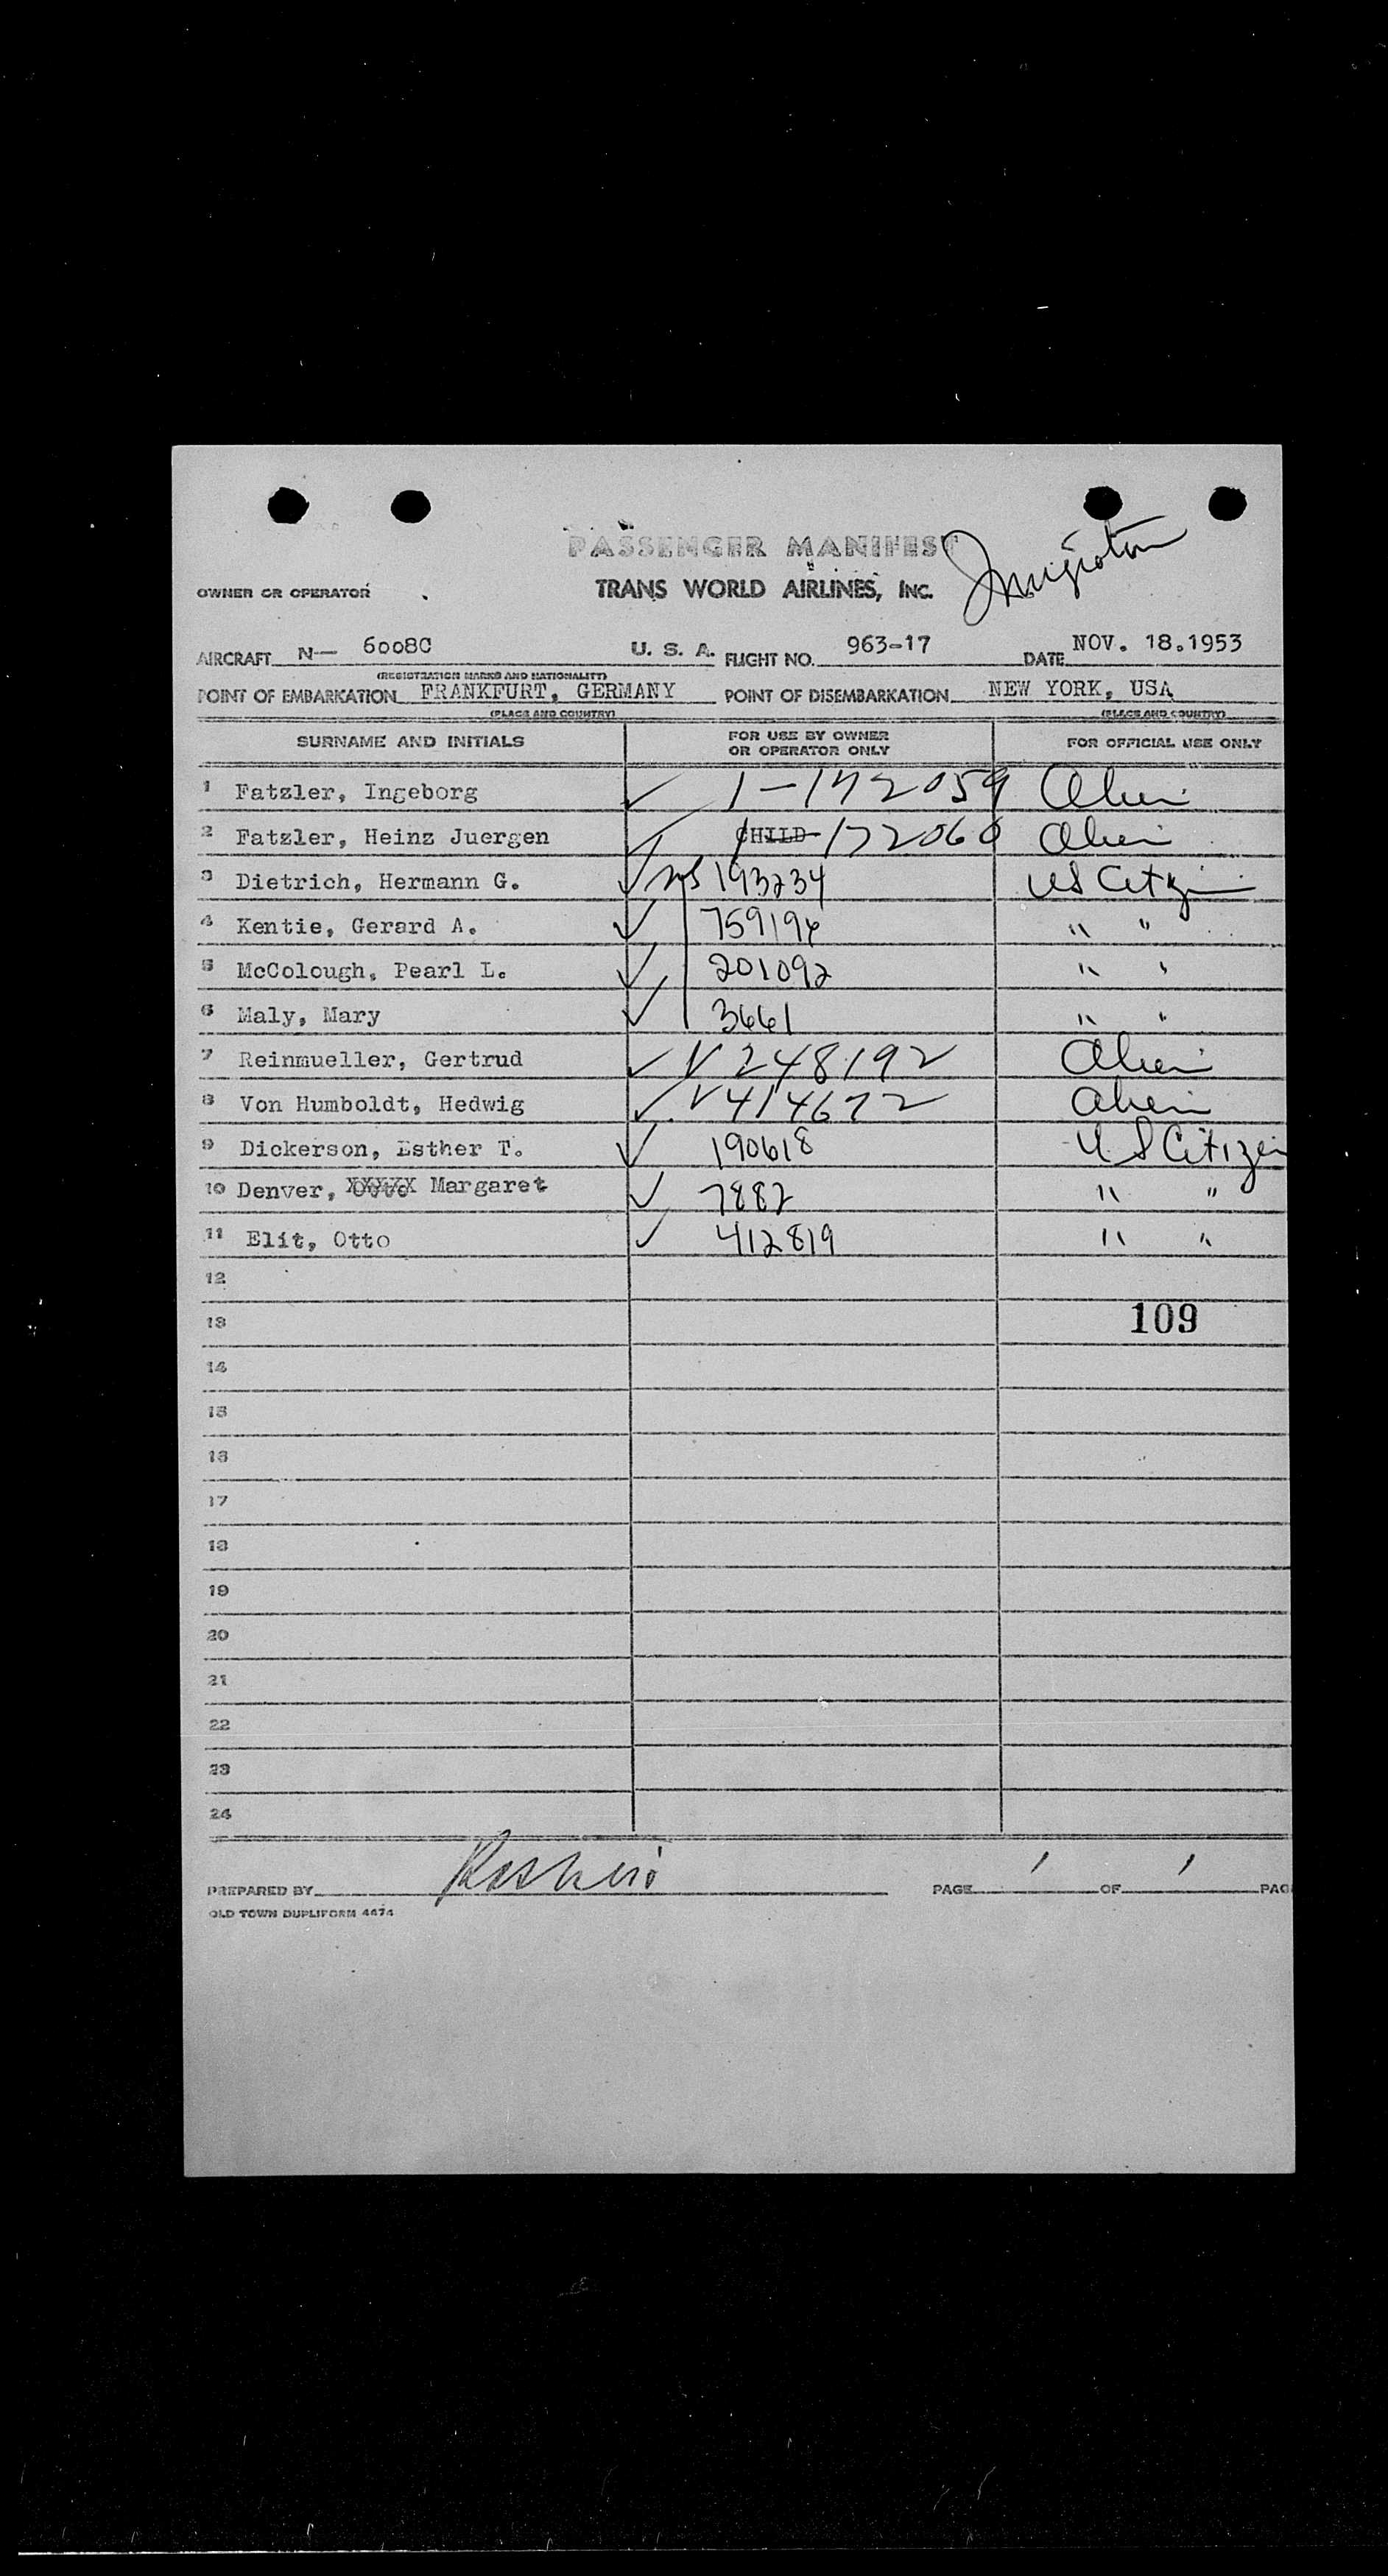 PASSENGER MANIFEST
Immigration
OWNER OR OPERATOR TRANS WORLD AIRLINES, INC.
AIRCRAFT N— 6008C U. S. A. FLIGHT NO. 963-17 DATE NOV. 18.1953
(REGISTRATION MARKS AND NATIONALITY)
POINT OF EMBARKATION FRANKFURT, GERMANY POINT OF DISEMBARKATION NEW YORK, USA
(PLACE AND COUNTRY) (PLACE AND COUNTRY)
SURNAME AND INITIALS FOR USE BY OWNER OR OPERATOR ONLY FOR OFFICIAL USE ONLY
1 Fatzler, Ingeborg ✓ 1-172059 Alien
2 Fatzler, Heinz Juergen ✓ CHILD 172060 Alien
3 Dietrich, Hermann G. ✓ 193234 US Citizen
4 Kentie, Gerard A. ✓ 759194 " "
5 McColough, Pearl L. ✓ 201092 " "
6 Maly, Mary ✓ 3661 " "
7 Reinmueller, Gertrud ✓ V 248192 Alien
8 Von Humboldt, Hedwig ✓ V 414672 Alien
9 Dickerson, Esther T. ✓ 190618 U S Citizen
10 Denver, Margaret ✓ 7882 " "
11 Elit, Otto ✓ 412819 " "
12
13 109
14
15
16
17
18
19
20
21
22
23
24
PREPARED BY PAGE 1 OF 1 PAG
OLD TOWN DUPLIFORM 4474